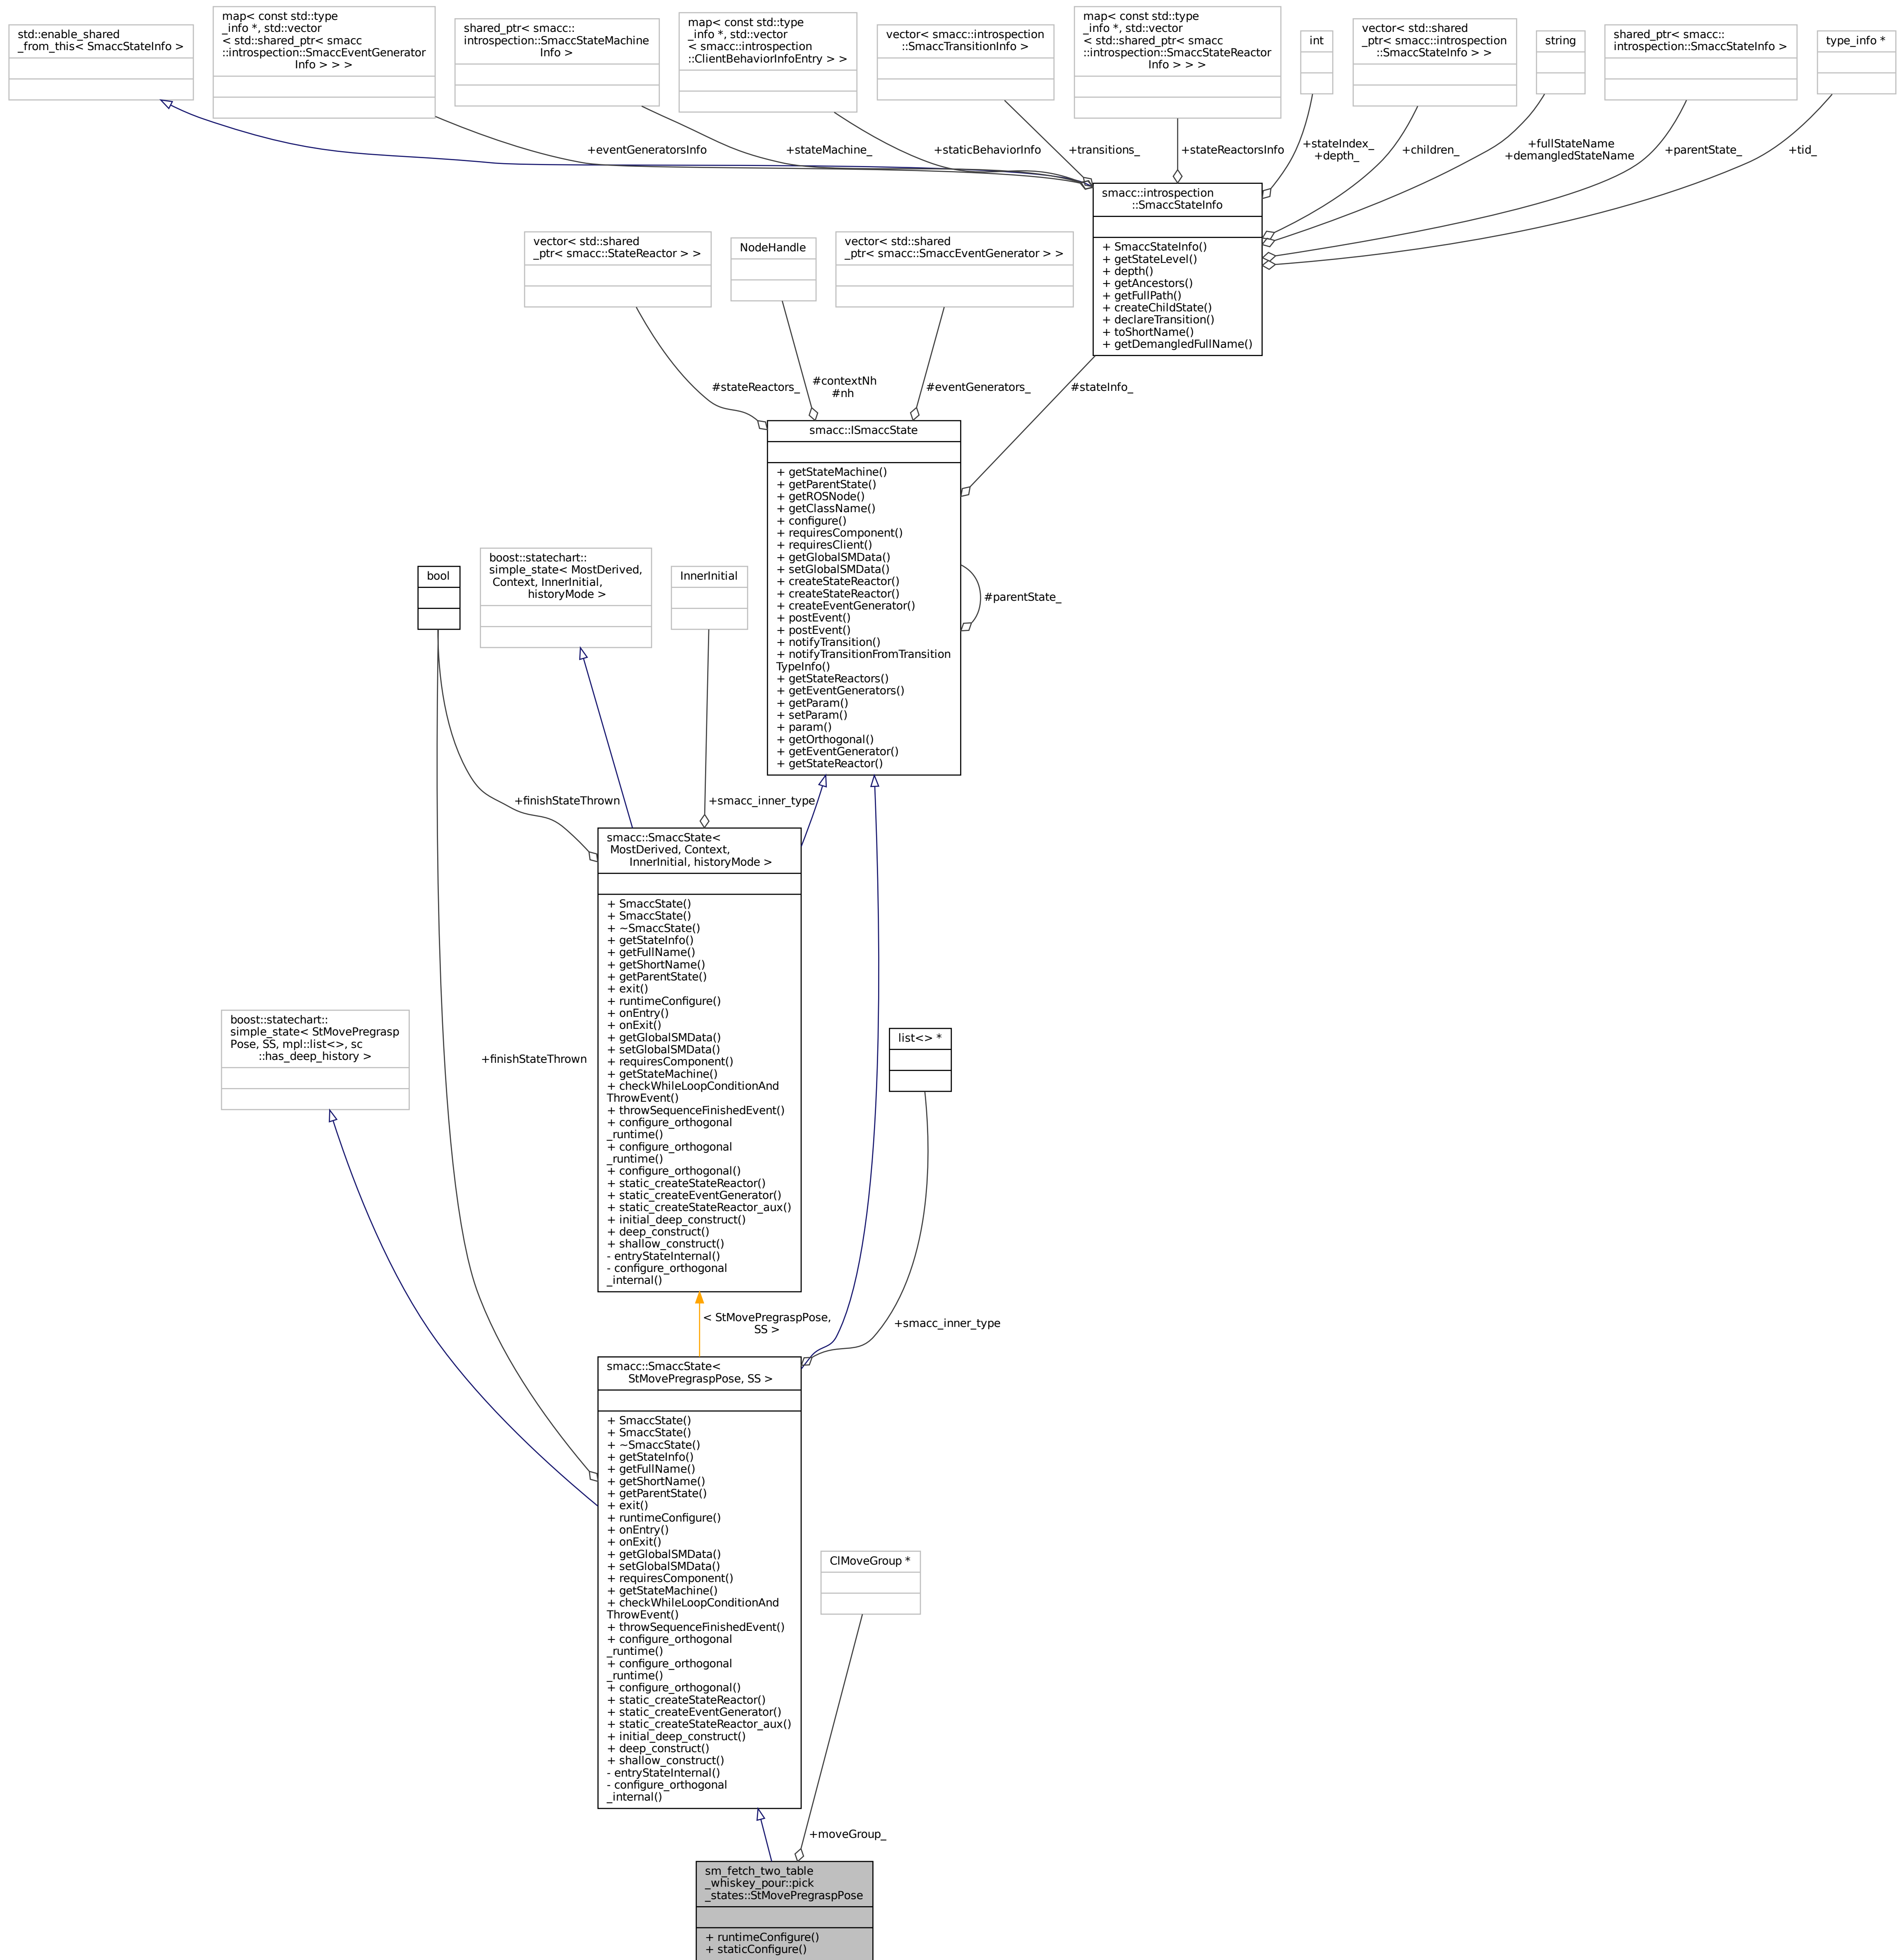 std::enable_shared
_from_this< SmaccStateInfo >
map< const std::type
_info *, std::vector
< std::shared_ptr< smacc
::introspection::SmaccEventGenerator
Info > > >
shared_ptr< smacc::
introspection::SmaccStateMachine
Info >
map< const std::type
_info *, std::vector
< smacc::introspection
::ClientBehaviorInfoEntry > >
vector< smacc::introspection
::SmaccTransitionInfo >
map< const std::type
_info *, std::vector
< std::shared_ptr< smacc
::introspection::SmaccStateReactor
Info > > >
int
vector< std::shared
_ptr< smacc::introspection
::SmaccStateInfo > >
string
shared_ptr< smacc::
introspection::SmaccStateInfo >
type_info *
+eventGeneratorsInfo
+stateMachine_
+staticBehaviorInfo
+transitions_
+stateReactorsInfo
+stateIndex_
+depth_
+children_
+fullStateName
+demangledStateName
+parentState_
+tid_
smacc::introspection
::SmaccStateInfo
+ SmaccStateInfo()
+ getStateLevel()
+ depth()
+ getAncestors()
+ getFullPath()
+ createChildState()
+ declareTransition()
+ toShortName()
+ getDemangledFullName()
vector< std::shared
_ptr< smacc::StateReactor > >
NodeHandle
vector< std::shared
_ptr< smacc::SmaccEventGenerator > >
#stateReactors_
#contextNh
#nh
#eventGenerators_
#stateInfo_
smacc::ISmaccState
+ getStateMachine()
+ getParentState()
+ getROSNode()
+ getClassName()
+ configure()
+ requiresComponent()
+ requiresClient()
+ getGlobalSMData()
+ setGlobalSMData()
+ createStateReactor()
+ createStateReactor()
+ createEventGenerator()
+ postEvent()
+ postEvent()
+ notifyTransition()
+ notifyTransitionFromTransition
TypeInfo()
+ getStateReactors()
+ getEventGenerators()
+ getParam()
+ setParam()
+ param()
+ getOrthogonal()
+ getEventGenerator()
+ getStateReactor()
#parentState_
bool
boost::statechart::
simple_state< MostDerived,
Context, InnerInitial,
historyMode >
InnerInitial
+finishStateThrown
+smacc_inner_type
smacc::SmaccState<
MostDerived, Context,
InnerInitial, historyMode >
+ SmaccState()
+ SmaccState()
+ ~SmaccState()
+ getStateInfo()
+ getFullName()
+ getShortName()
+ getParentState()
+ exit()
+ runtimeConfigure()
+ onEntry()
+ onExit()
+ getGlobalSMData()
+ setGlobalSMData()
+ requiresComponent()
+ getStateMachine()
+ checkWhileLoopConditionAnd
ThrowEvent()
+ throwSequenceFinishedEvent()
+ configure_orthogonal
_runtime()
+ configure_orthogonal
_runtime()
+ configure_orthogonal()
+ static_createStateReactor()
+ static_createEventGenerator()
+ static_createStateReactor_aux()
+ initial_deep_construct()
+ deep_construct()
+ shallow_construct()
- entryStateInternal()
- configure_orthogonal
_internal()
boost::statechart::
simple_state< StMovePregrasp
Pose, SS, mpl::list<>, sc
::has_deep_history >
+finishStateThrown
list<> *
< StMovePregraspPose,
SS >
+smacc_inner_type
smacc::SmaccState<
StMovePregraspPose, SS >
+ SmaccState()
+ SmaccState()
+ ~SmaccState()
+ getStateInfo()
+ getFullName()
+ getShortName()
+ getParentState()
+ exit()
+ runtimeConfigure()
+ onEntry()
+ onExit()
+ getGlobalSMData()
+ setGlobalSMData()
+ requiresComponent()
+ getStateMachine()
+ checkWhileLoopConditionAnd
ThrowEvent()
+ throwSequenceFinishedEvent()
+ configure_orthogonal
_runtime()
+ configure_orthogonal
_runtime()
+ configure_orthogonal()
+ static_createStateReactor()
+ static_createEventGenerator()
+ static_createStateReactor_aux()
+ initial_deep_construct()
+ deep_construct()
+ shallow_construct()
- entryStateInternal()
- configure_orthogonal
_internal()
ClMoveGroup *
+moveGroup_
sm_fetch_two_table
_whiskey_pour::pick
_states::StMovePregraspPose
+ runtimeConfigure()
+ staticConfigure()